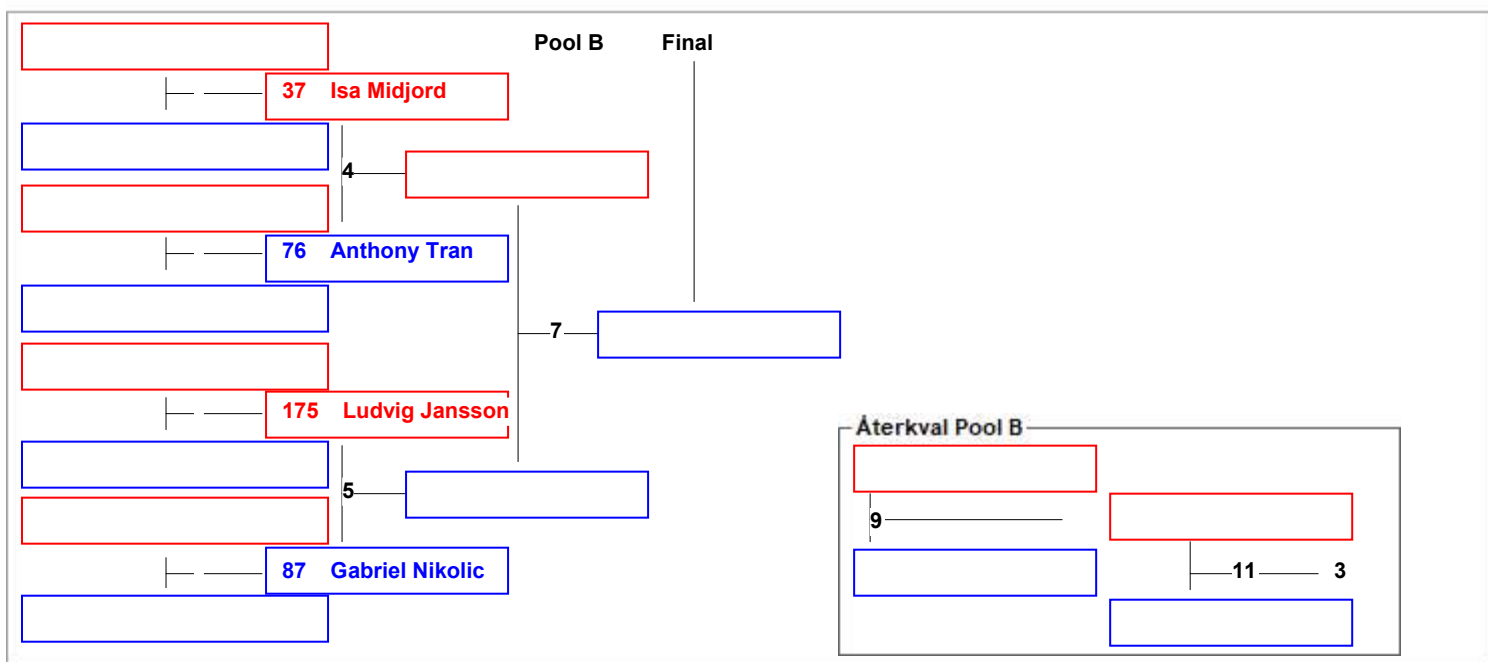 Pool B Final
37 Isa Midjord
4
76 Anthony Tran
7
175 Ludvig Jansson
5
87 Gabriel Nikolic
Återkval Pool B
9
11 3